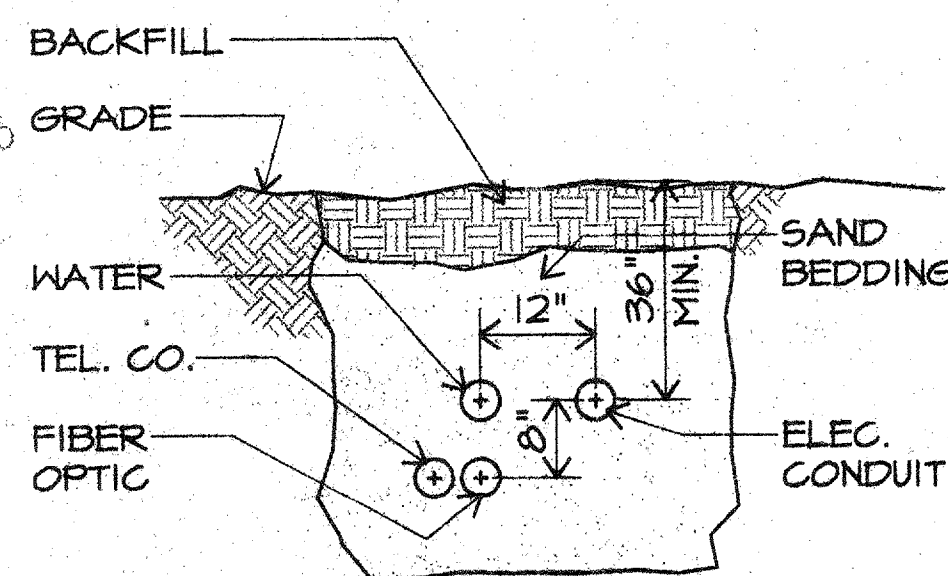 BACKFILL
GRADE
WATER
TEL. CO.
FIBER
OPTIC
12"
8"
36"
MIN.
SAND
BEDDING
ELEC.
CONDUIT